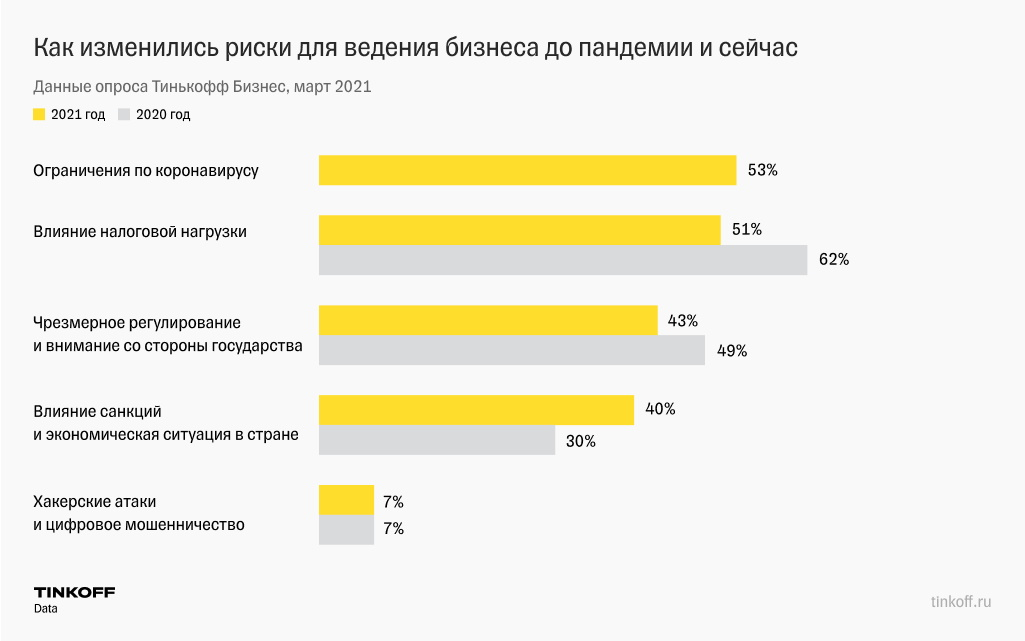 Как изменились риски для ведения бизнеса до пандемии и сейчас
Данные опроса Тинькофф Бизнес, март 2021
2021 год 2020 год
Ограничения по коронавирусу
53%
Влияние налоговой нагрузки
51%
62%
Чрезмерное регулирование
и внимание со стороны государства
43%
49%
Влияние санкций
и экономическая ситуация в стране
40%
30%
Хакерские атаки
и цифровое мошенничество
7%
7%
TINKOFF
Data
tinkoff.ru